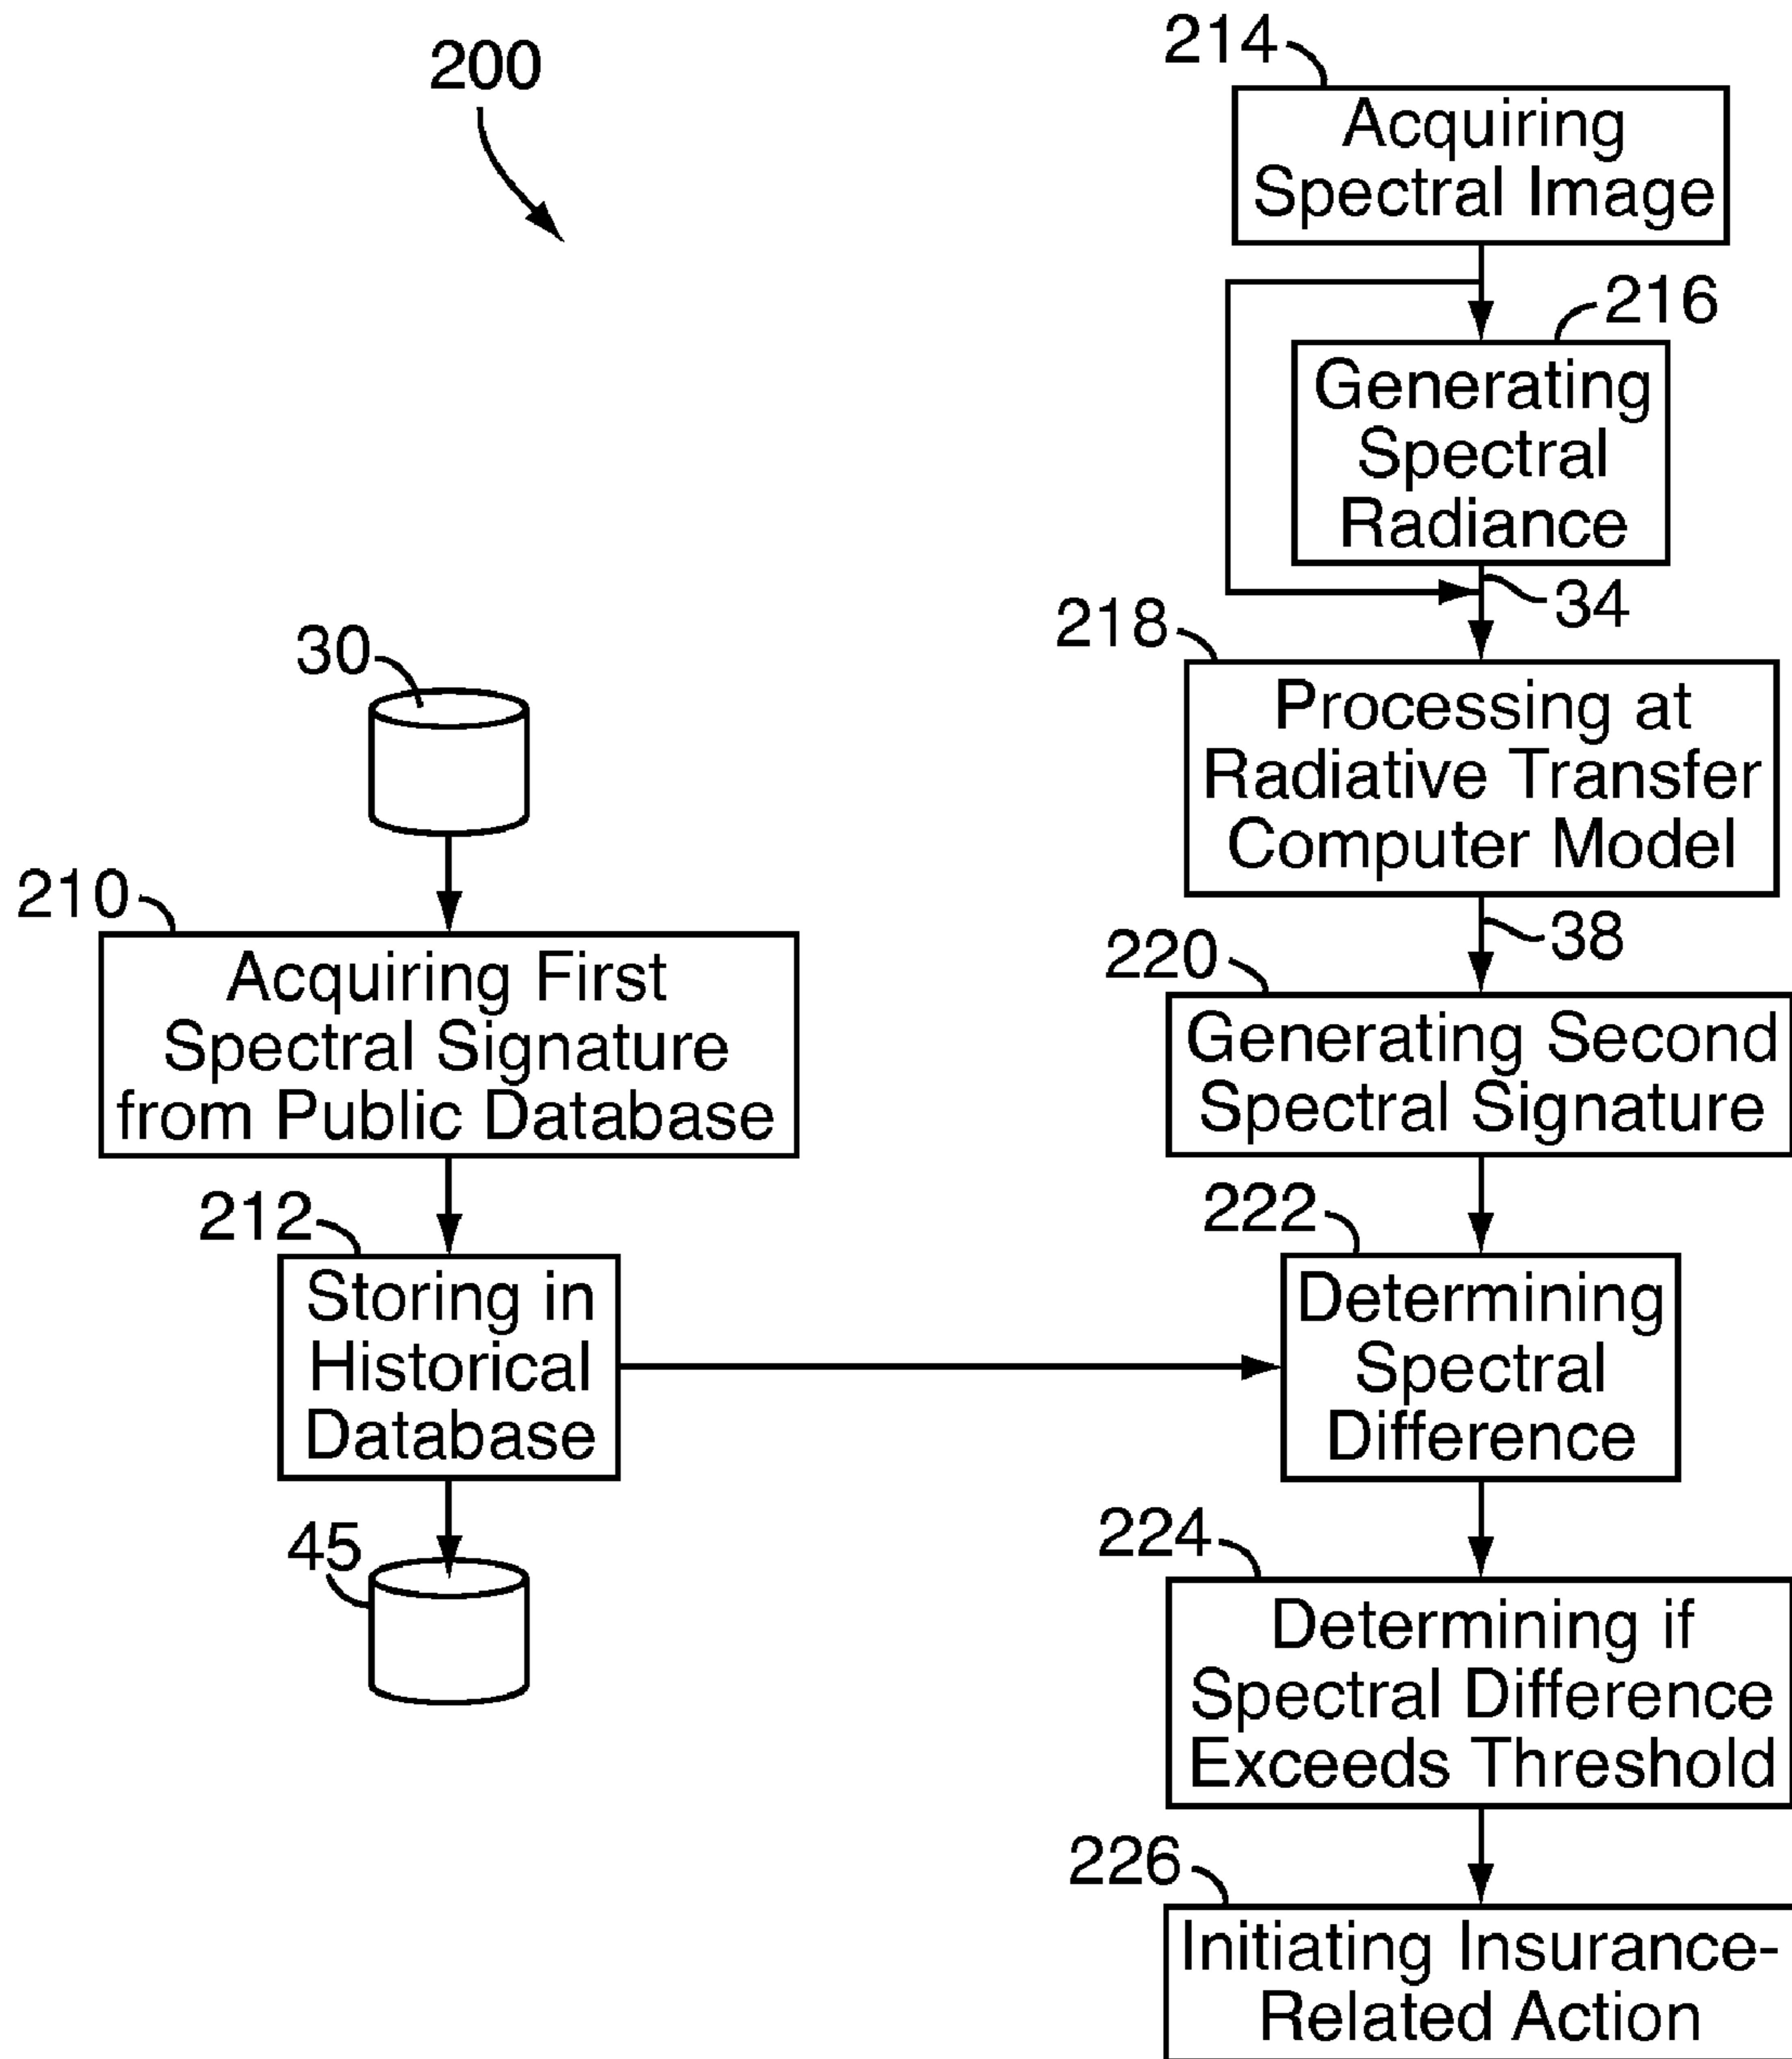 200
214
Acquiring
Spectral Image
216
Generating
Spectral
Radiance
34
218
Processing at
Radiative Transfer
Computer Model
38
30
210
Acquiring First
Spectral Signature
from Public Database
220
Generating Second
Spectral Signature
212
Storing in
Historical
Database
222
Determining
Spectral
Difference
45
224
Determining if
Spectral Difference
Exceeds Threshold
226
Initiating Insurance-
Related Action